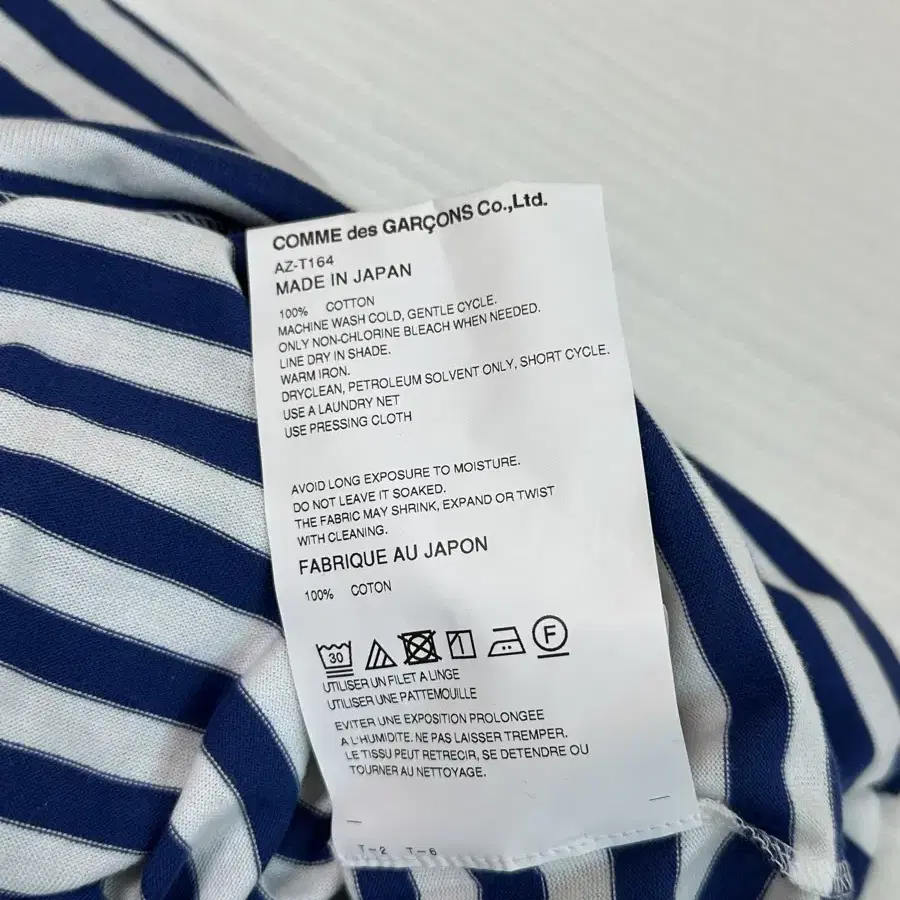 COMME des GARÇONS Co.,Ltd.
AZ-T164
MADE IN JAPAN
100% COTTON
MACHINE WASH COLD, GENTLE CYCLE.
ONLY NON-CHLORINE BLEACH WHEN NEEDED.
LINE DRY IN SHADE.
WARM IRON.
DRYCLEAN, PETROLEUM SOLVENT ONLY, SHORT CYCLE.
USE A LAUNDRY NET
USE PRESSING CLOTH
AVOID LONG EXPOSURE TO MOISTURE.
DO NOT LEAVE IT SOAKED.
THE FABRIC MAY SHRINK, EXPAND OR TWIST
WITH CLEANING.
FABRIQUE AU JAPON
100% COTON
30 F
UTILISER UN FILET A LINGE
UTILISER UNE PATTEMOUILLE
EVITER UNE EXPOSITION PROLONGEE
A L'HUMIDITE. NE PAS LAISSER TREMPER.
LE TISSU PEUT RETRECIR, SE DETENDRE OU
TOURNER AU NETTOYAGE.
T-2 T-6